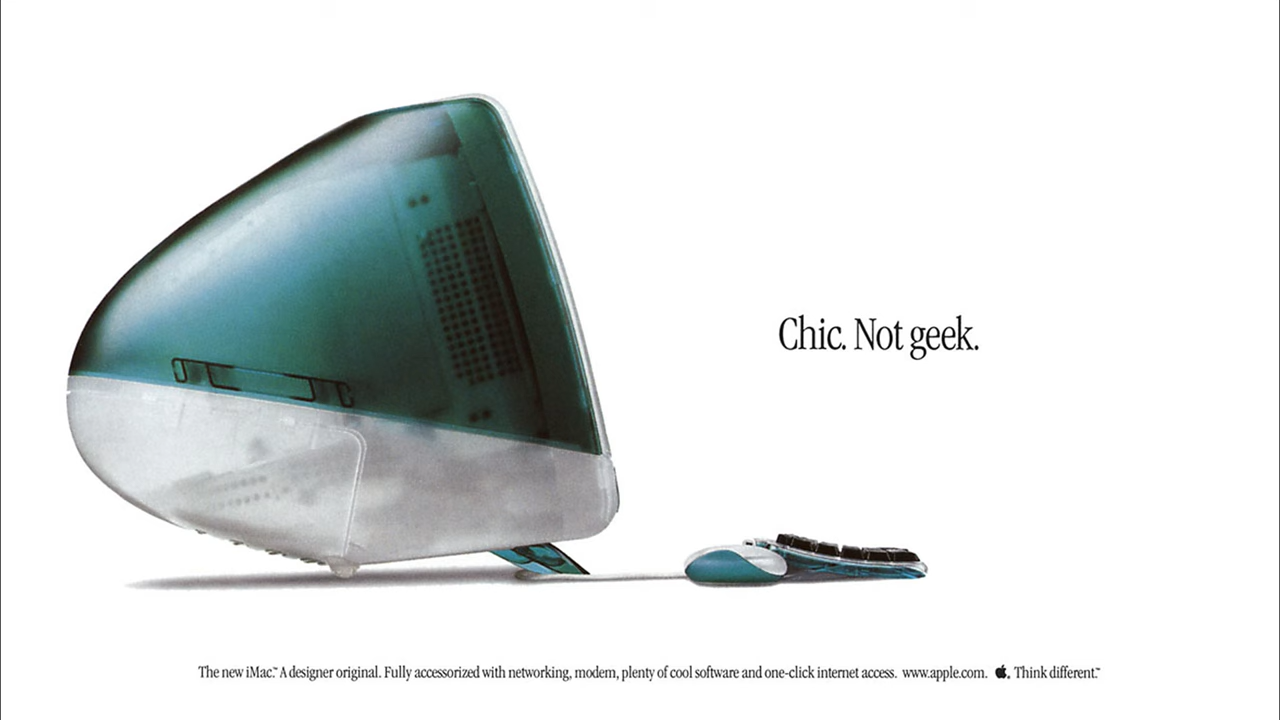 Chic. Not geek.
The new iMac.™ A designer original. Fully accessorized with networking, modem, plenty of cool software and one-click internet access. www.apple.com. Think different.™